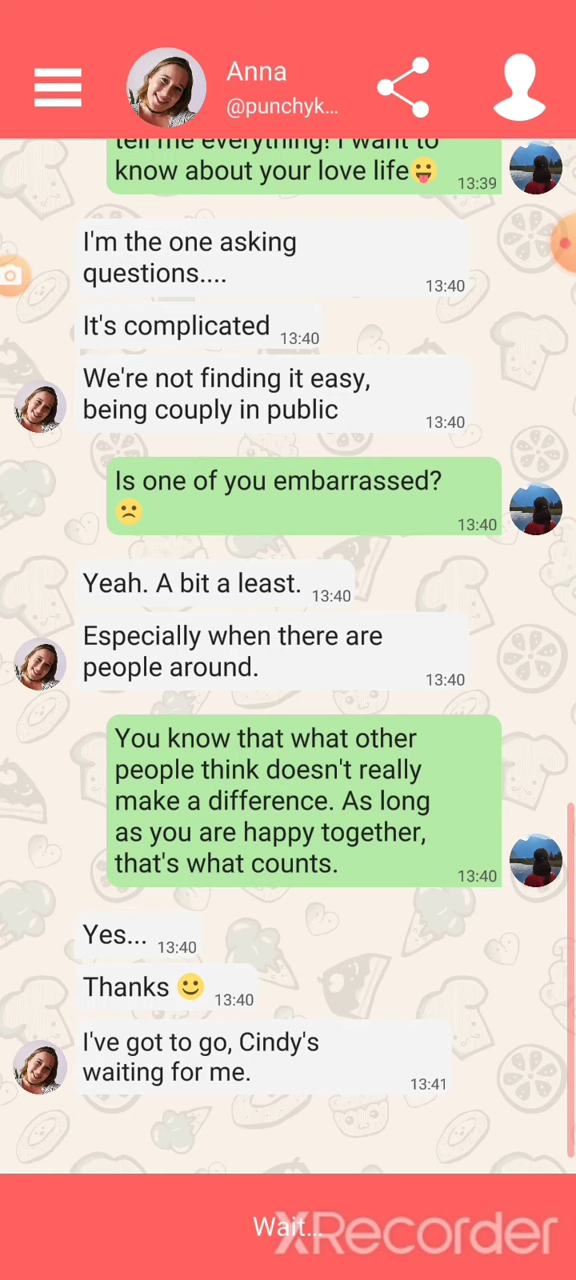 Anna
@punchyk...
tell me everything! I want to
know about your love life😛
13:39
I'm the one asking
questions....
13:40
It's complicated
13:40
We're not finding it easy,
being couply in public
13:40
Is one of you embarrassed?
🙁
13:40
Yeah. A bit a least.
13:40
Especially when there are
people around.
13:40
You know that what other
people think doesn't really
make a difference. As long
as you are happy together,
that's what counts.
13:40
Yes...
13:40
Thanks 🙂
13:40
I've got to go, Cindy's
waiting for me.
13:41
Wait...
XRecorder